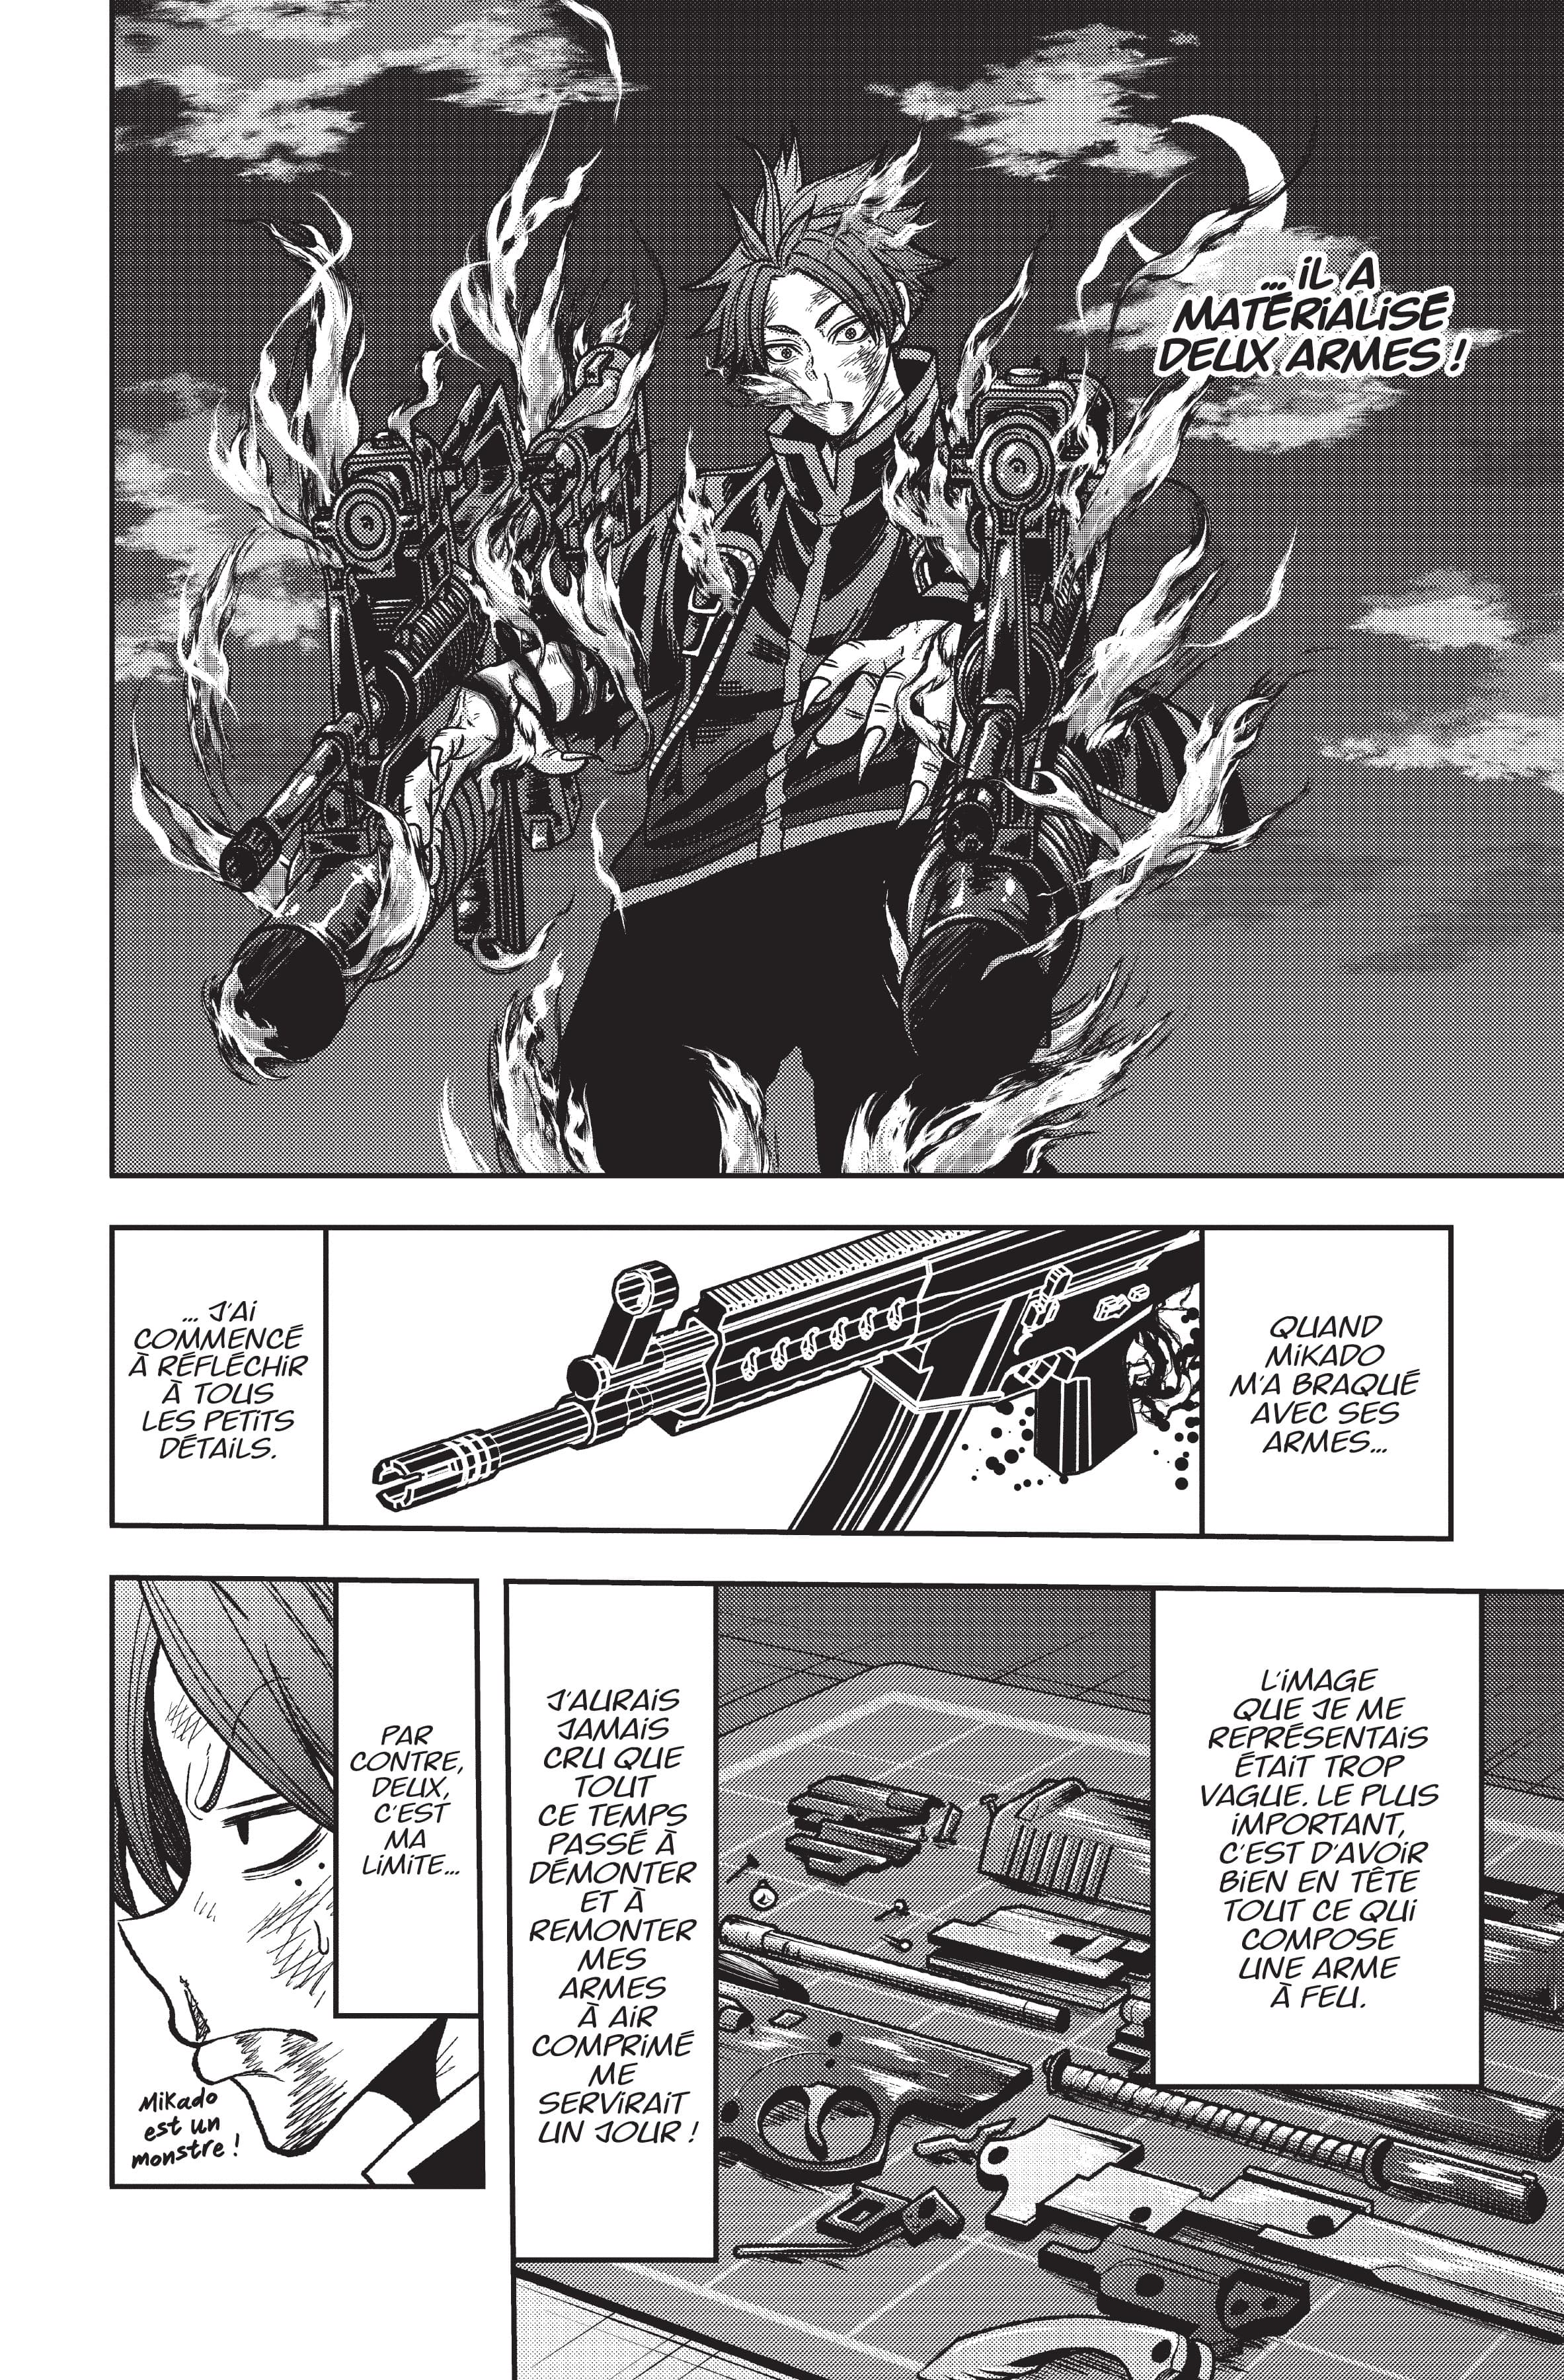 ... IL A
MATÉRIALISÉ
DEUX ARMES !
QUAND
MIKADO
M'A BRAQUÉ
AVEC SES
ARMES...
... J'AI
COMMENCÉ
À RÉFLÉCHIR
À TOUS
LES PETITS
DÉTAILS.
L'IMAGE
QUE JE ME
REPRÉSENTAIS
ÉTAIT TROP
VAGUE. LE PLUS
IMPORTANT,
C'EST D'AVOIR
BIEN EN TÊTE
TOUT CE QUI
COMPOSE
UNE ARME
À FEU.
J'AURAIS
JAMAIS
CRU QUE
TOUT
CE TEMPS
PASSÉ À
DÉMONTER
ET À
REMONTER
MES
ARMES
À AIR
COMPRIMÉ
ME
SERVIRAIT
UN JOUR !
PAR
CONTRE,
DEUX,
C'EST
MA
LIMITE...
Mikado
est un
monstre !